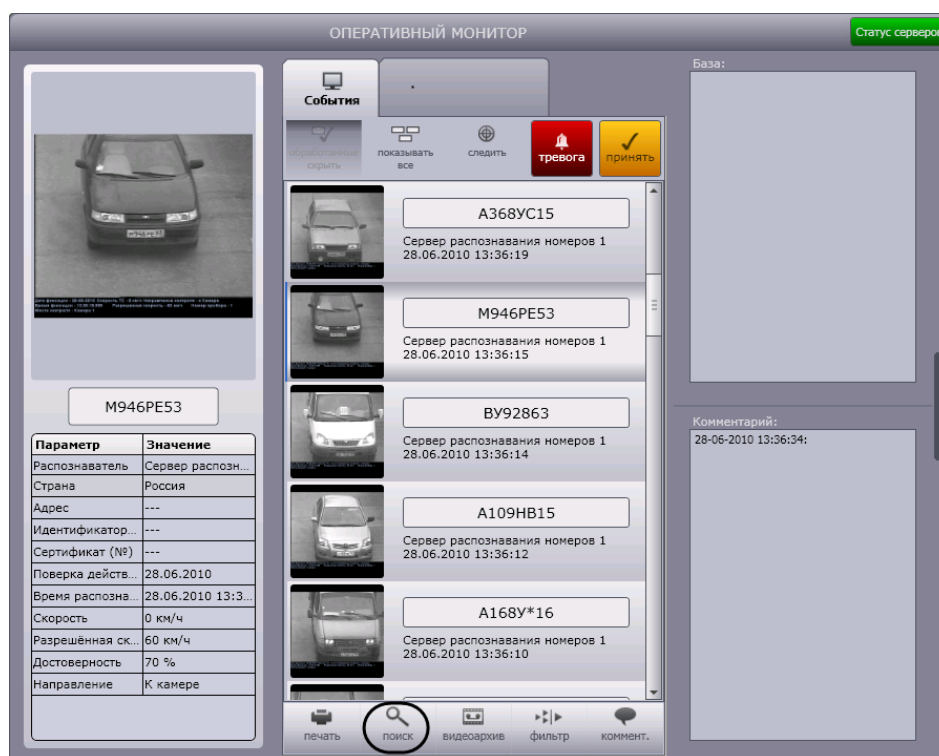 ОПЕРАТИВНЫЙ МОНИТОР
Статус серверов
События
обработанные
скрыть
показывать
все
следить
тревога
принять
М946РЕ53
Параметр Значение
Распознаватель Сервер распозн...
Страна Россия
Адрес ---
Идентификатор... ---
Сертификат (№) ---
Поверка действ... 28.06.2010
Время распозна... 28.06.2010 13:3...
Скорость 0 км/ч
Разрешённая ск... 60 км/ч
Достоверность 70 %
Направление К камере
А368УС15
Сервер распознавания номеров 1
28.06.2010 13:36:19
М946РЕ53
Сервер распознавания номеров 1
28.06.2010 13:36:15
ВУ92863
Сервер распознавания номеров 1
28.06.2010 13:36:14
А109НВ15
Сервер распознавания номеров 1
28.06.2010 13:36:12
А168У*16
Сервер распознавания номеров 1
28.06.2010 13:36:10
печать
поиск
видеоархив
фильтр
коммент.
База:
Комментарий:
28-06-2010 13:36:34: